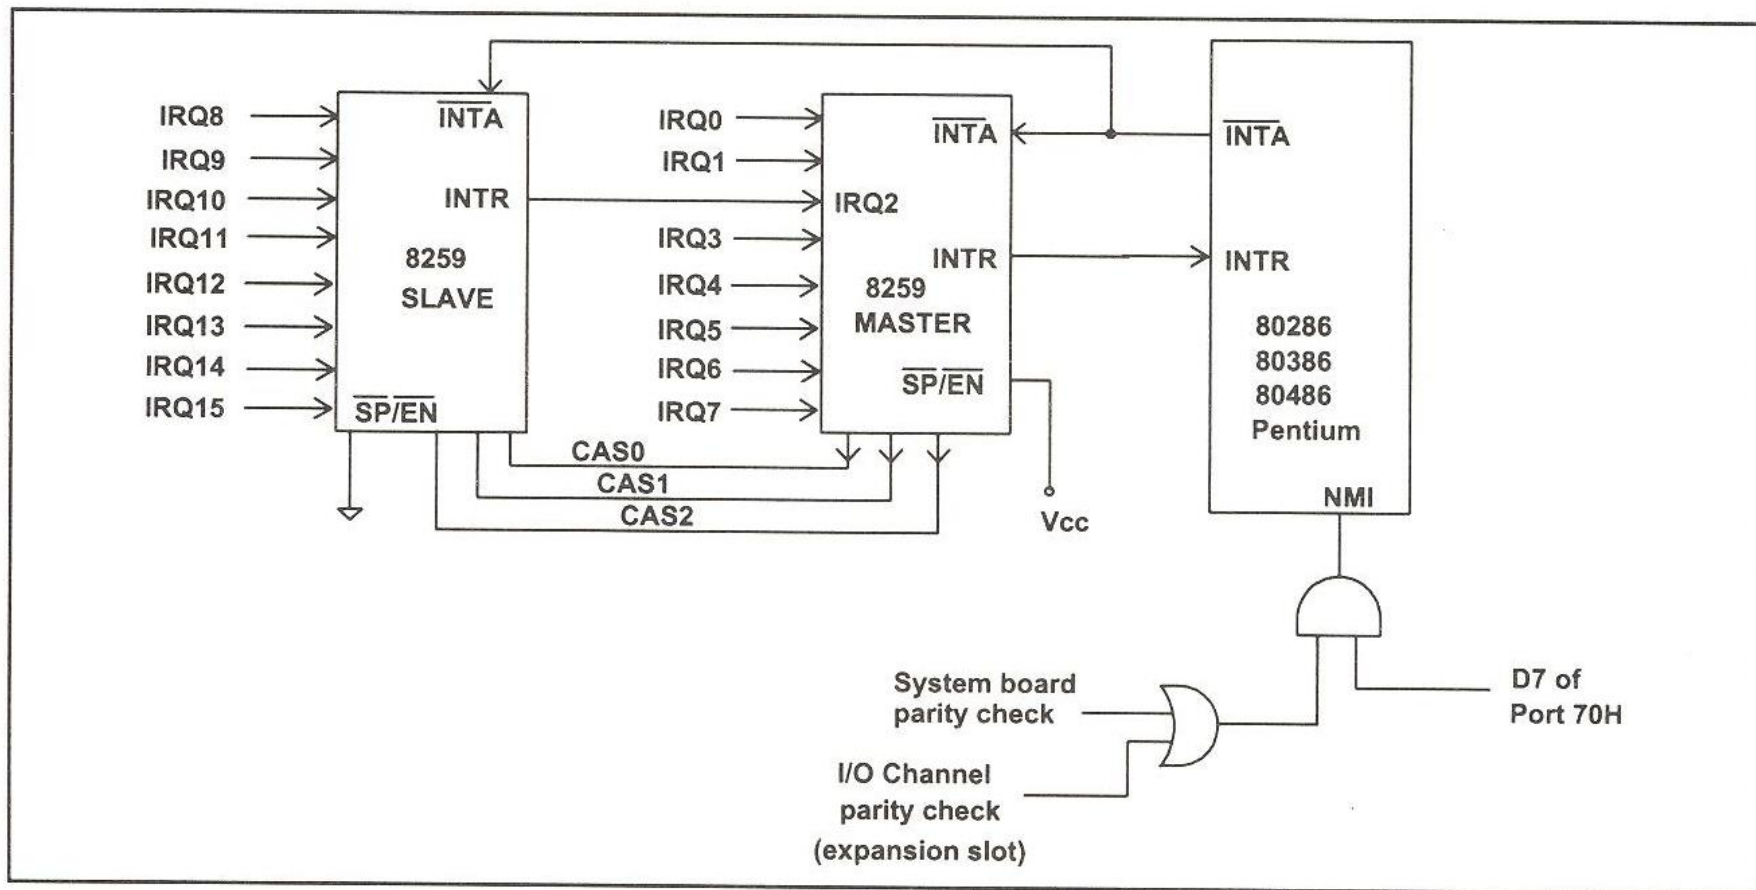 IRQ8
IRQ9
IRQ10
IRQ11
IRQ12
IRQ13
IRQ14
IRQ15
INTA
INTR
8259
SLAVE
SP/EN
IRQ0
IRQ1
IRQ2
IRQ3
IRQ4
IRQ5
IRQ6
IRQ7
INTA
INTR
8259
MASTER
SP/EN
CAS0
CAS1
CAS2
Vcc
INTA
INTR
80286
80386
80486
Pentium
NMI
System board
parity check
I/O Channel
parity check
(expansion slot)
D7 of
Port 70H